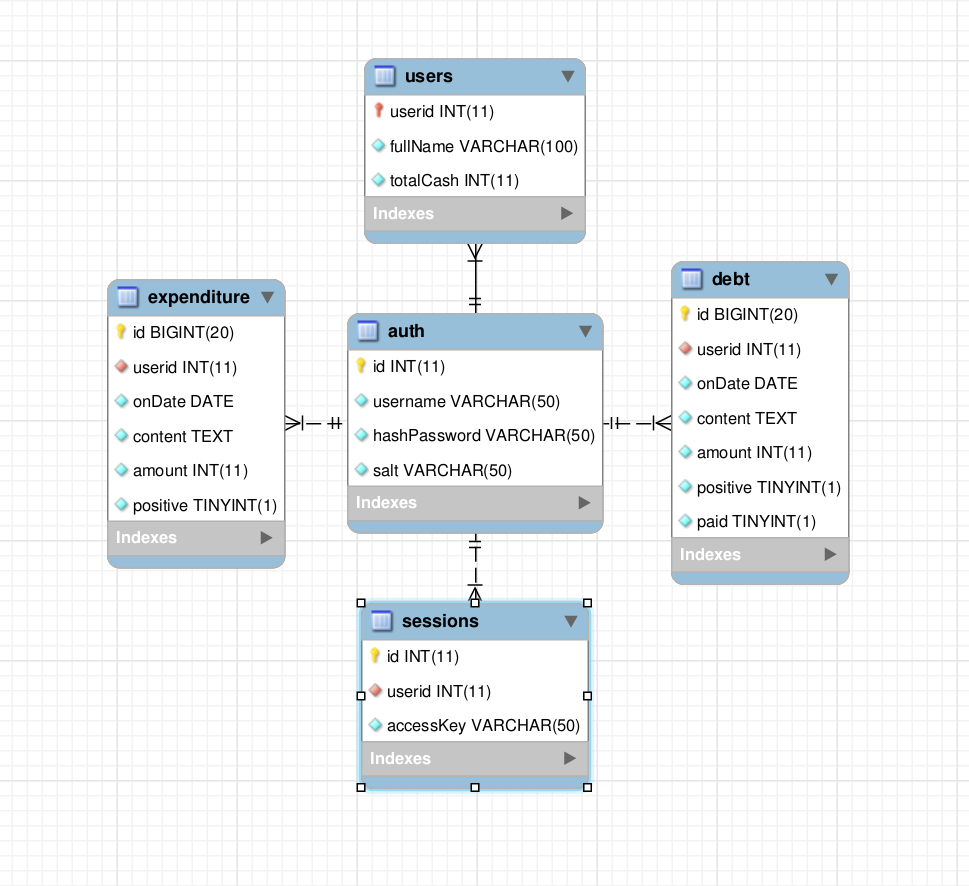 users
userid INT(11)
fullName VARCHAR(100)
totalCash INT(11)
Indexes
expenditure
id BIGINT(20)
userid INT(11)
onDate DATE
content TEXT
amount INT(11)
positive TINYINT(1)
Indexes
auth
id INT(11)
username VARCHAR(50)
hashPassword VARCHAR(50)
salt VARCHAR(50)
Indexes
debt
id BIGINT(20)
userid INT(11)
onDate DATE
content TEXT
amount INT(11)
positive TINYINT(1)
paid TINYINT(1)
Indexes
sessions
id INT(11)
userid INT(11)
accessKey VARCHAR(50)
Indexes